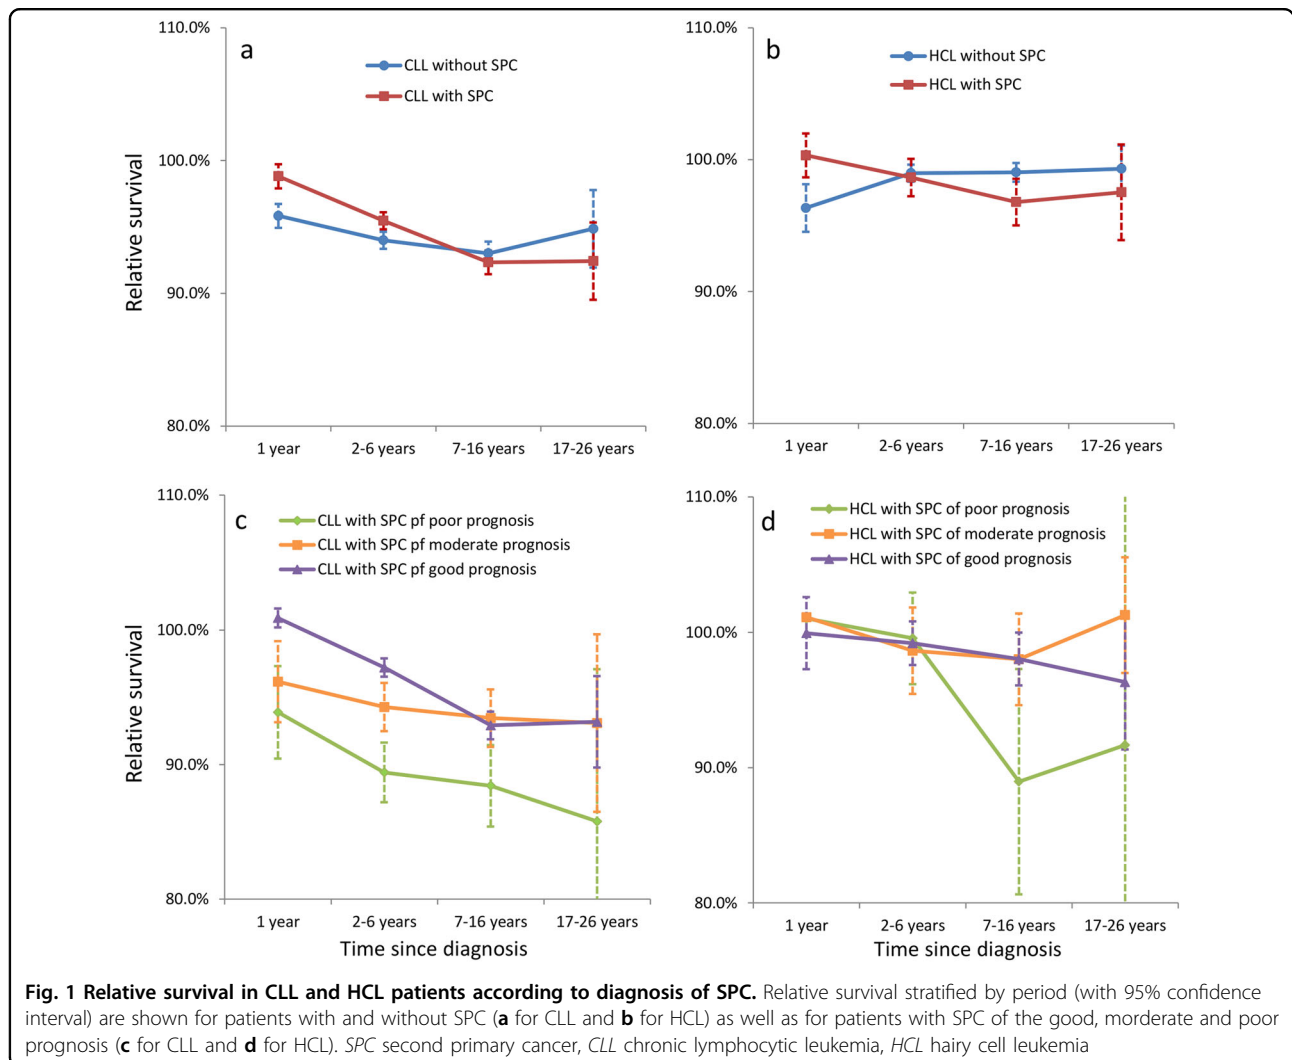 a
CLL without SPC
CLL with SPC
Relative survival
110.0%
100.0%
90.0%
80.0%
1 year 2-6 years 7-16 years 17-26 years
b
HCL without SPC
HCL with SPC
110.0%
100.0%
90.0%
80.0%
1 year 2-6 years 7-16 years 17-26 years
c
CLL with SPC pf poor prognosis
CLL with SPC pf moderate prognosis
CLL with SPC pf good prognosis
Relative survival
110.0%
100.0%
90.0%
80.0%
1 year 2-6 years 7-16 years 17-26 years
Time since diagnosis
d
HCL with SPC of poor prognosis
HCL with SPC of moderate prognosis
HCL with SPC of good prognosis
110.0%
100.0%
90.0%
80.0%
1 year 2-6 years 7-16 years 17-26 years
Time since diagnosis
Fig. 1 Relative survival in CLL and HCL patients according to diagnosis of SPC. Relative survival stratified by period (with 95% confidence
interval) are shown for patients with and without SPC (a for CLL and b for HCL) as well as for patients with SPC of the good, morderate and poor
prognosis (c for CLL and d for HCL). SPC second primary cancer, CLL chronic lymphocytic leukemia, HCL hairy cell leukemia